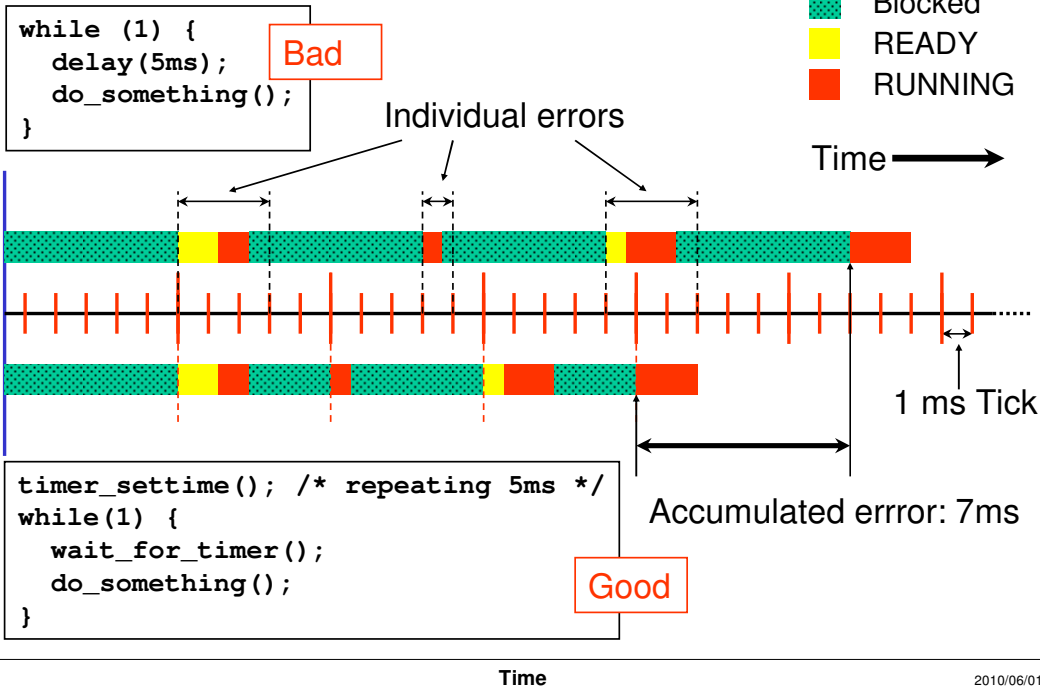 while (1) {
delay(5ms);
do_something();
}
Bad
Blocked
READY
RUNNING
Individual errors
Time
1 ms Tick
Accumulated errror: 7ms
timer_settime(); /* repeating 5ms */
while(1) {
wait_for_timer();
do_something();
}
Good
Time
2010/06/01